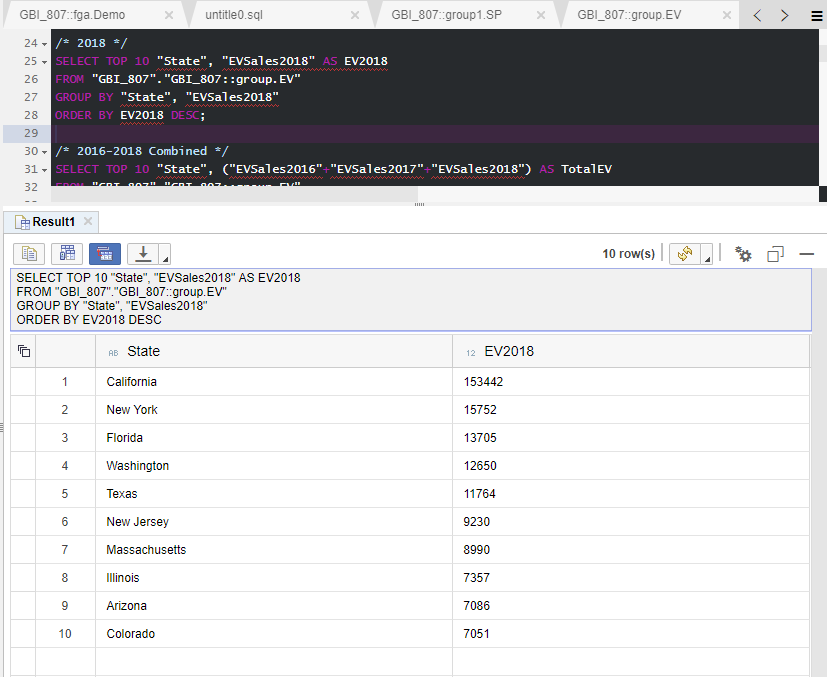 GBI_807::fga.Demo × untitle0.sql × GBI_807::group1.SP × GBI_807::group.EV ×
24 /* 2018 */
25 SELECT TOP 10 "State", "EVSales2018" AS EV2018
26 FROM "GBI_807"."GBI_807::group.EV"
27 GROUP BY "State", "EVSales2018"
28 ORDER BY EV2018 DESC;
29
30 /* 2016-2018 Combined */
31 SELECT TOP 10 "State", ("EVSales2016"+"EVSales2017"+"EVSales2018") AS TotalEV
32 FROM "GBI_807"."GBI_807::group.EV"
Result1 ×
10 row(s)
SELECT TOP 10 "State", "EVSales2018" AS EV2018
FROM "GBI_807"."GBI_807::group.EV"
GROUP BY "State", "EVSales2018"
ORDER BY EV2018 DESC
AB State 12 EV2018
1 California 153442
2 New York 15752
3 Florida 13705
4 Washington 12650
5 Texas 11764
6 New Jersey 9230
7 Massachusetts 8990
8 Illinois 7357
9 Arizona 7086
10 Colorado 7051